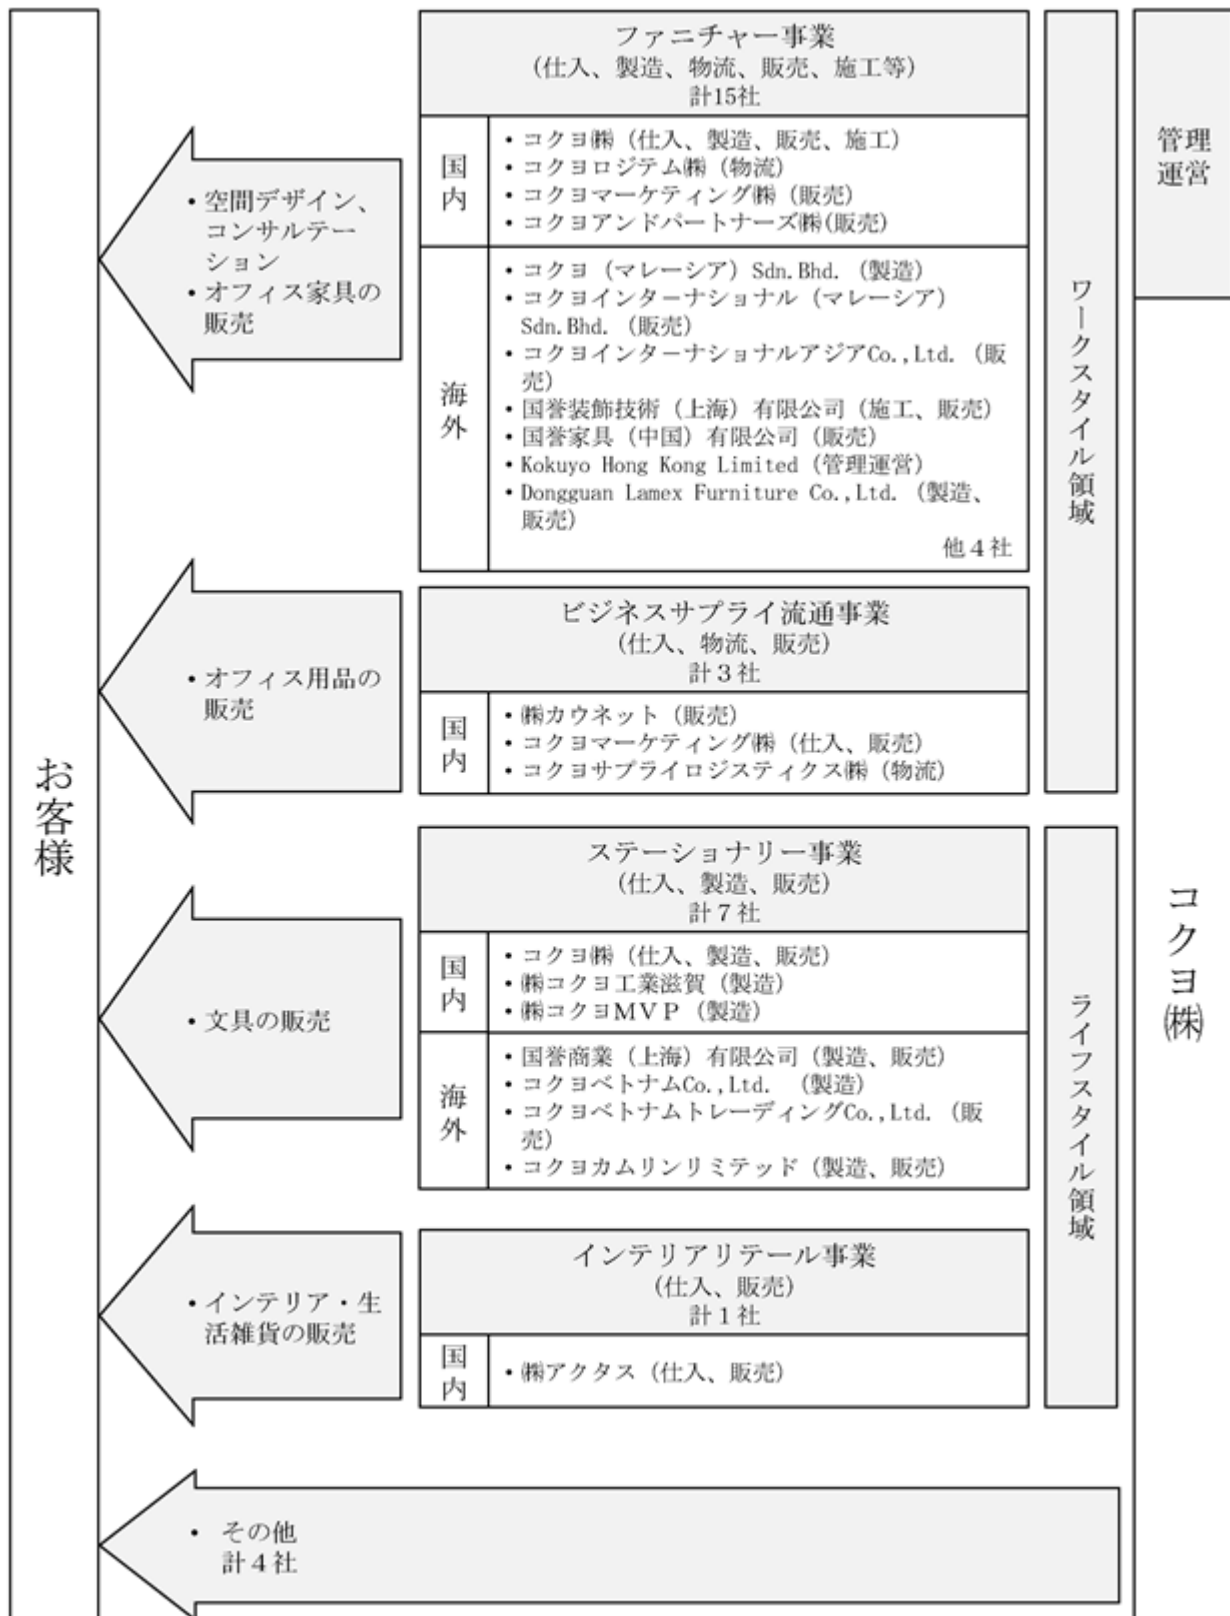 お客様
・空間デザイン、
コンサルテー
ション
・オフィス家具の
販売
ファニチャー事業
(仕入、製造、物流、販売、施工等)
計15社
国内
・コクヨ㈱（仕入、製造、販売、施工）
・コクヨロジテム㈱（物流）
・コクヨマーケティング㈱（販売）
・コクヨアンドパートナーズ㈱(販売）
海外
・コクヨ（マレーシア）Sdn.Bhd.（製造）
・コクヨインターナショナル（マレーシア）
Sdn.Bhd.（販売）
・コクヨインターナショナルアジアCo.,Ltd.（販
売）
・国誉装飾技術（上海）有限公司（施工、販売）
・国誉家具（中国）有限公司（販売）
・Kokuyo Hong Kong Limited（管理運営）
・Dongguan Lamex Furniture Co.,Ltd.（製造、
販売）
他４社
・オフィス用品の
販売
ビジネスサプライ流通事業
(仕入、物流、販売)
計３社
国内
・㈱カウネット（販売）
・コクヨマーケティング㈱（仕入、販売）
・コクヨサプライロジスティクス㈱（物流）
ワークスタイル領域
・文具の販売
ステーショナリー事業
(仕入、製造、販売)
計７社
国内
・コクヨ㈱（仕入、製造、販売）
・㈱コクヨ工業滋賀（製造）
・㈱コクヨＭＶＰ（製造）
海外
・国誉商業（上海）有限公司（製造、販売）
・コクヨベトナムCo.,Ltd.　（製造）
・コクヨベトナムトレーディングCo.,Ltd.（販
売）
・コクヨカムリンリミテッド（製造、販売）
・インテリア・生
活雑貨の販売
インテリアリテール事業
(仕入、販売)
計１社
国内
・㈱アクタス（仕入、販売）
ライフスタイル領域
・ その他
計４社
管理
運営
コクヨ㈱